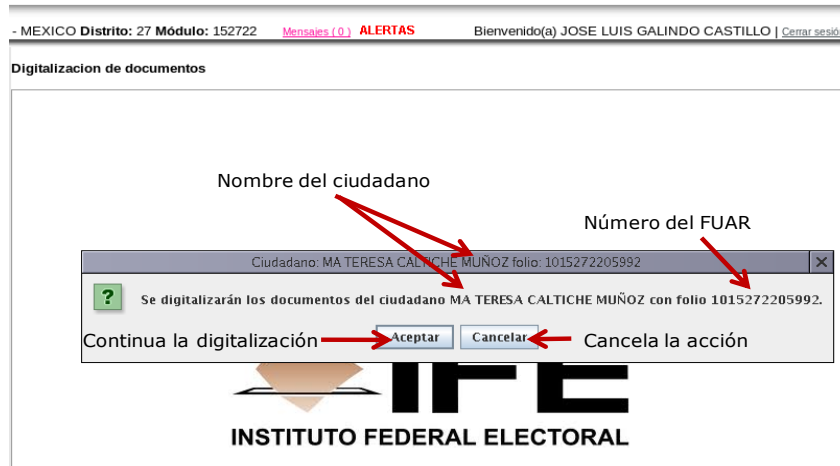 - MEXICO Distrito: 27 Módulo: 152722 Mensajes ( 0 ) ALERTAS Bienvenido(a) JOSE LUIS GALINDO CASTILLO | Cerrar sesió
Digitalizacion de documentos
Nombre del ciudadano
Número del FUAR
Ciudadano: MA TERESA CALTICHE MUÑOZ folio: 1015272205992
? Se digitalizarán los documentos del ciudadano MA TERESA CALTICHE MUÑOZ con folio 1015272205992.
Continua la digitalización Aceptar Cancelar Cancela la acción
IFE
INSTITUTO FEDERAL ELECTORAL